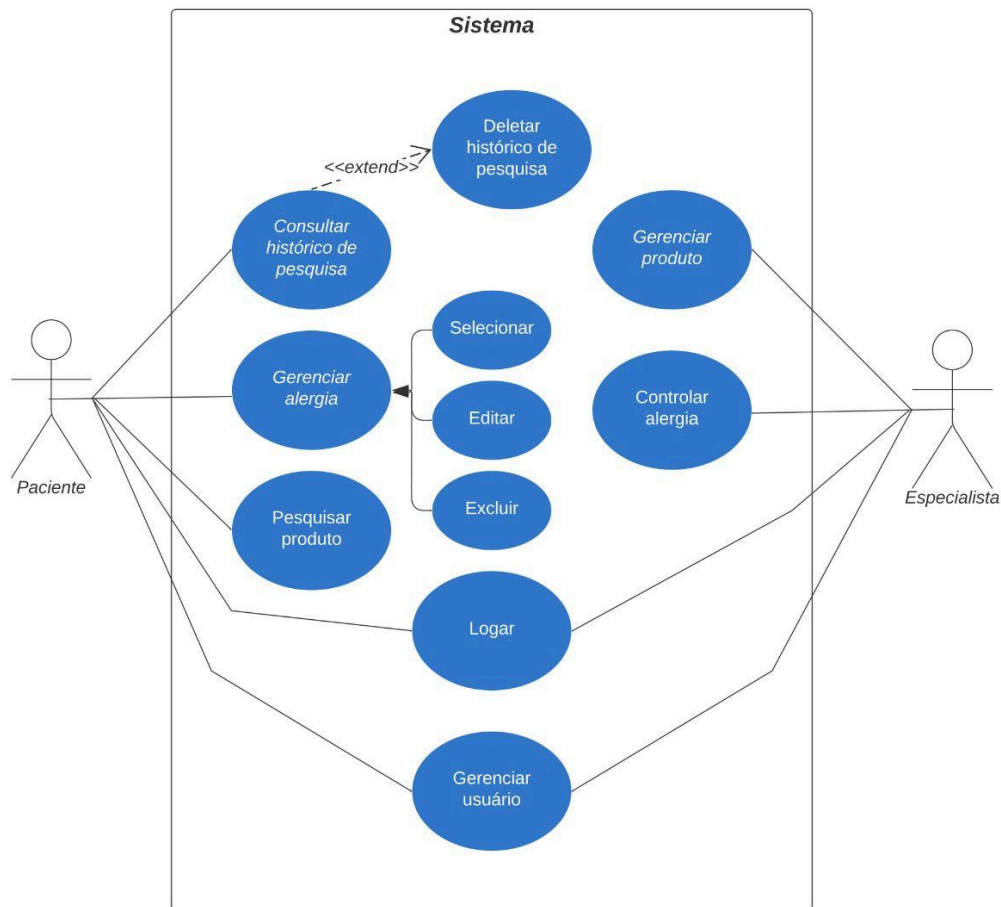 Sistema
Deletar
histórico de
pesquisa
<<extend>>
Consultar
histórico de
pesquisa
Gerenciar
produto
Selecionar
Gerenciar
alergia
Editar
Controlar
alergia
Excluir
Paciente
Especialista
Pesquisar
produto
Logar
Gerenciar
usuário